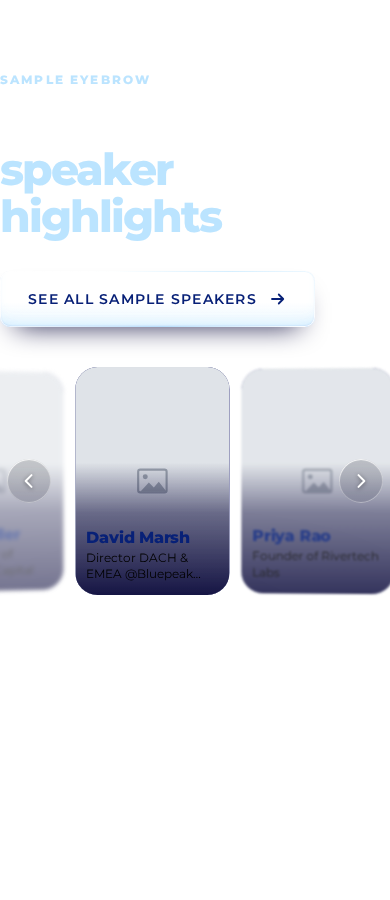 SAMPLE EYEBROW
speaker
highlights
SEE ALL SAMPLE SPEAKERS
David Marsh
Director DACH &
EMEA @Bluepeak...
Priya Rao
Founder of Rivertech
Labs